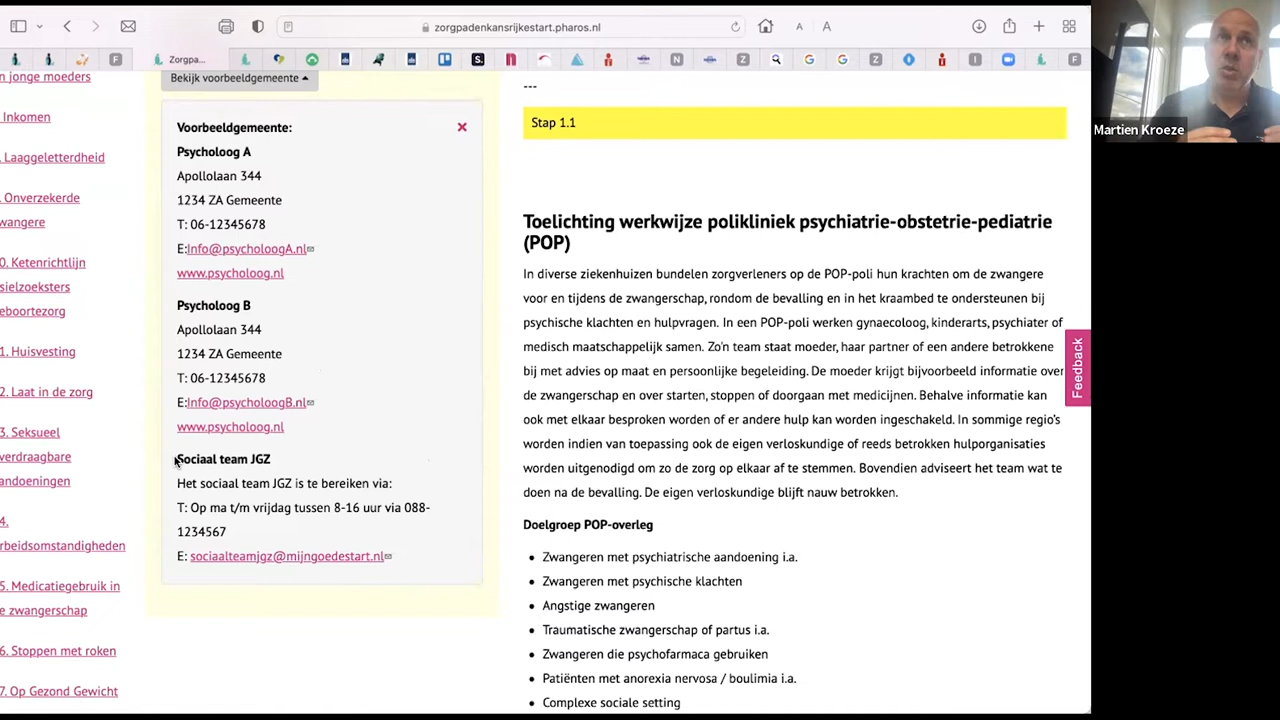 zorgpadenkansrijkestart.pharos.nl
A A
Zorgpa...
n jonge moeders
Inkomen
Laaggeletterdheid
Onverzekerde
wangere
0. Ketenrichtlijn
sielzoeksters
eboortezorg
1. Huisvesting
2. Laat in de zorg
3. Seksueel
verdraagbare
andoeningen
4.
rbeidsomstandigheden
5. Medicatiegebruik in
e zwangerschap
6. Stoppen met roken
7. Op Gezond Gewicht
Bekijk voorbeeldgemeente
Voorbeeldgemeente:
Psycholoog A
Apollolaan 344
1234 ZA Gemeente
T: 06-12345678
E:Info@psycholoogA.nl
www.psycholoog.nl
Psycholoog B
Apollolaan 344
1234 ZA Gemeente
T: 06-12345678
E:Info@psycholoogB.nl
www.psycholoog.nl
Sociaal team JGZ
Het sociaal team JGZ is te bereiken via:
T: Op ma t/m vrijdag tussen 8-16 uur via 088-
1234567
E: sociaalteamjgz@mijngoedestart.nl
---
Stap 1.1
Toelichting werkwijze polikliniek psychiatrie-obstetrie-pediatrie
(POP)
In diverse ziekenhuizen bundelen zorgverleners op de POP-poli hun krachten om de zwangere
voor en tijdens de zwangerschap, rondom de bevalling en in het kraambed te ondersteunen bij
psychische klachten en hulpvragen. In een POP-poli werken gynaecoloog, kinderarts, psychiater of
medisch maatschappelijk samen. Zo'n team staat moeder, haar partner of een andere betrokkene
bij met advies op maat en persoonlijke begeleiding. De moeder krijgt bijvoorbeeld informatie over
de zwangerschap en over starten, stoppen of doorgaan met medicijnen. Behalve informatie kan
ook met elkaar besproken worden of er andere hulp kan worden ingeschakeld. In sommige regio's
worden indien van toepassing ook de eigen verloskundige of reeds betrokken hulporganisaties
worden uitgenodigd om zo de zorg op elkaar af te stemmen. Bovendien adviseert het team wat te
doen na de bevalling. De eigen verloskundige blijft nauw betrokken.
Doelgroep POP-overleg
Zwangeren met psychiatrische aandoening i.a.
Zwangeren met psychische klachten
Angstige zwangeren
Traumatische zwangerschap of partus i.a.
Zwangeren die psychofarmaca gebruiken
Patiënten met anorexia nervosa / boulimia i.a.
Complexe sociale setting
Feedback
Martien Kroeze